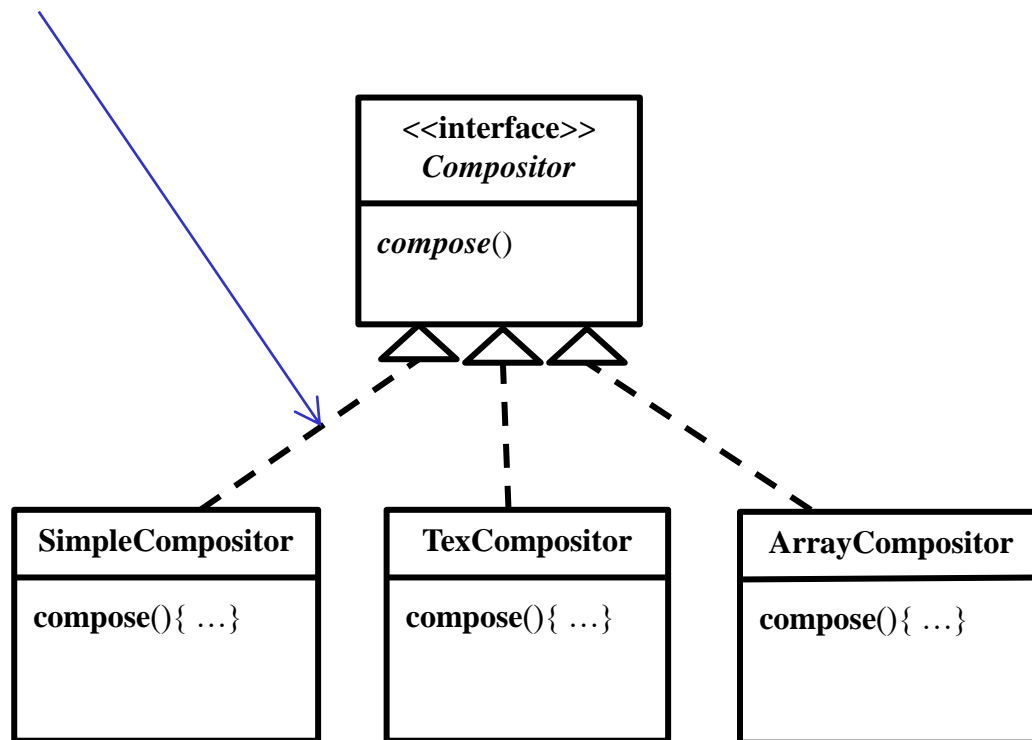 <<interface>>
Compositor
compose()
SimpleCompositor
TexCompositor
ArrayCompositor
compose(){ …}
compose(){ …}
compose(){ …}